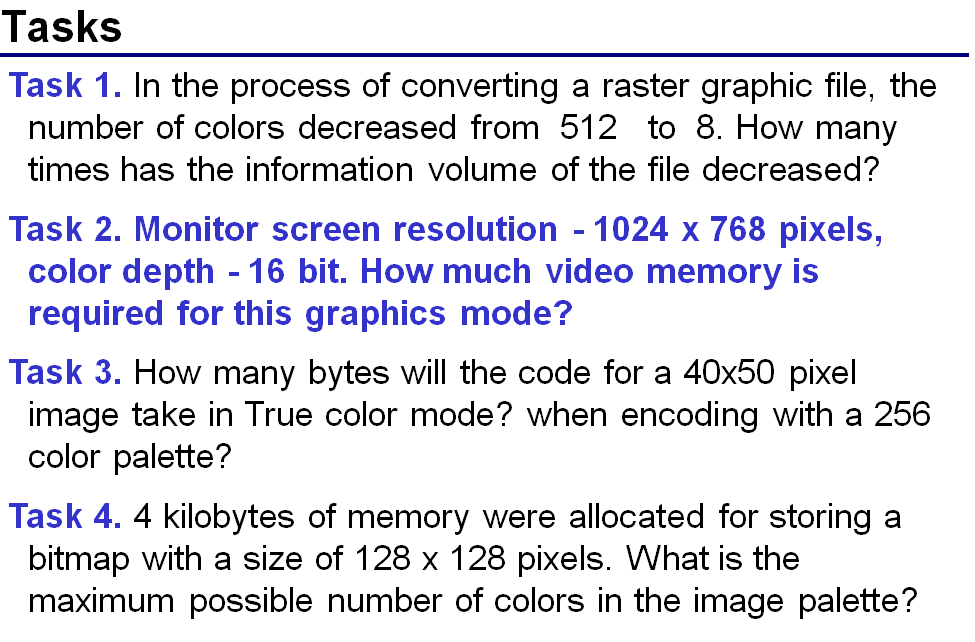 Tasks
Task 1. In the process of converting a raster graphic file, the
number of colors decreased from 512 to 8. How many
times has the information volume of the file decreased?
Task 2. Monitor screen resolution - 1024 x 768 pixels,
color depth - 16 bit. How much video memory is
required for this graphics mode?
Task 3. How many bytes will the code for a 40x50 pixel
image take in True color mode? when encoding with a 256
color palette?
Task 4. 4 kilobytes of memory were allocated for storing a
bitmap with a size of 128 x 128 pixels. What is the
maximum possible number of colors in the image palette?